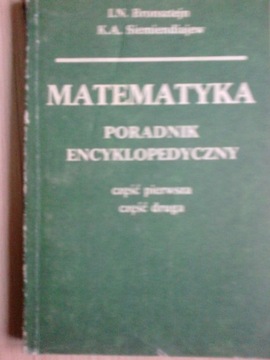 I.N. Bronsztejn
K.A. Siemiendiajew
MATEMATYKA
PORADNIK
ENCYKLOPEDYCZNY
część pierwsza
część druga